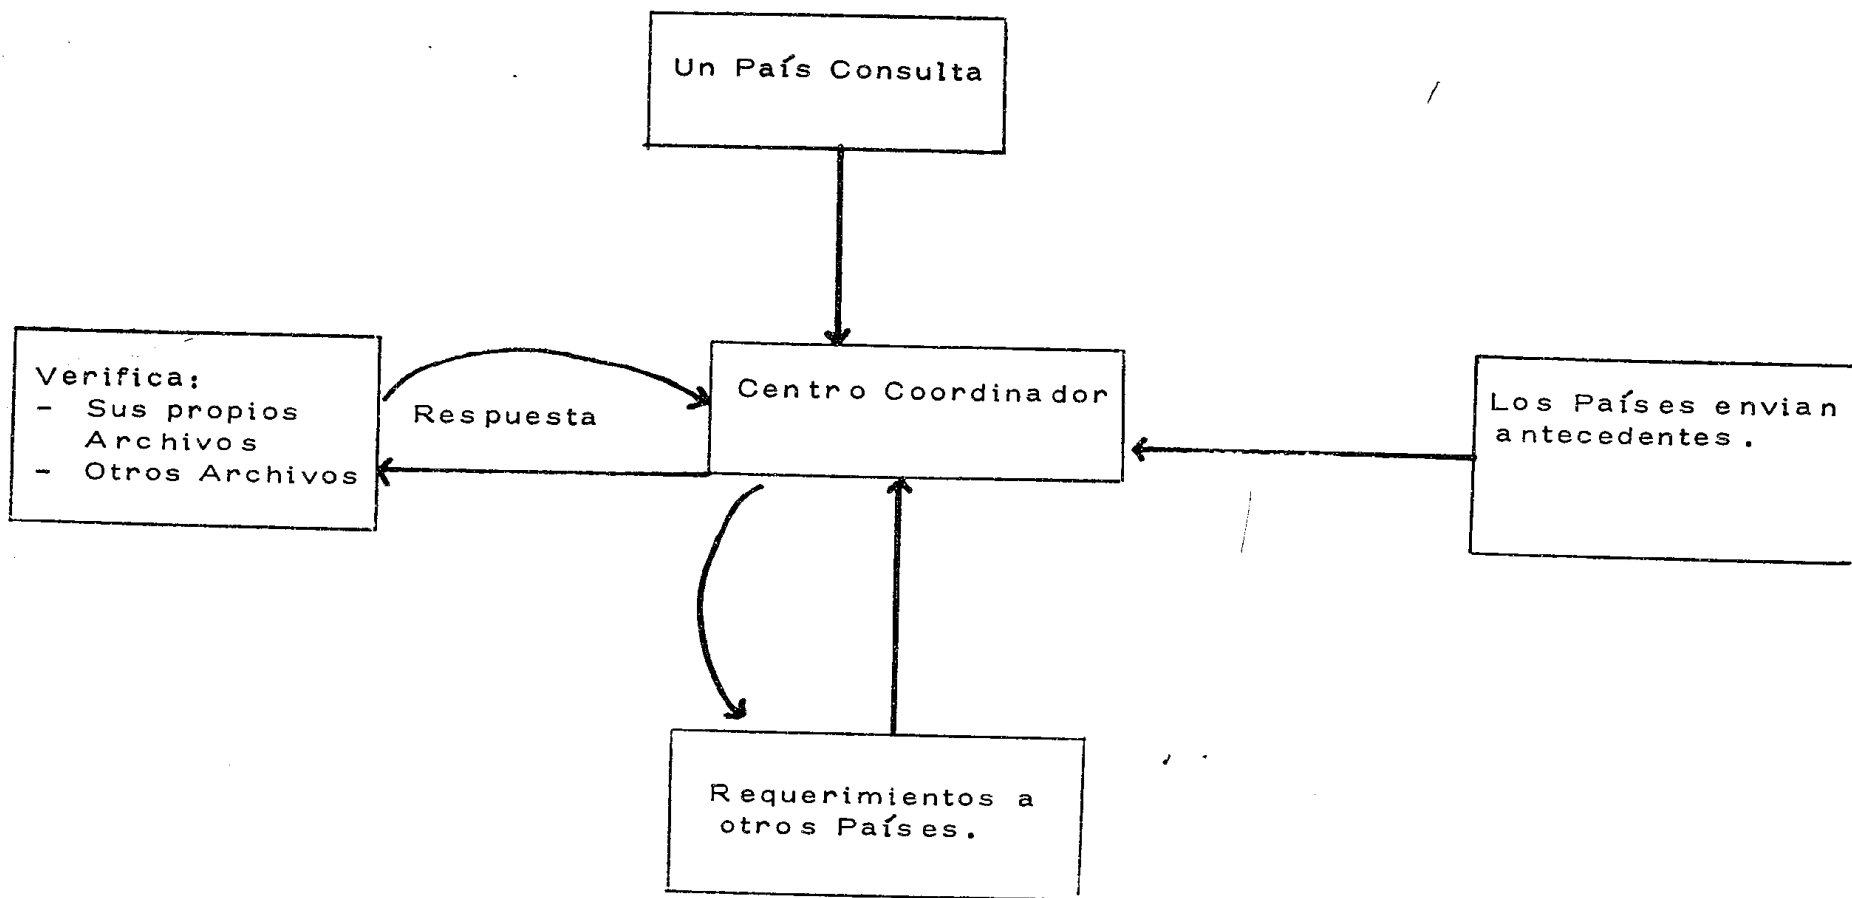 Un País Consulta
Verifica:
- Sus propios
Archivos
- Otros Archivos
Respuesta
Centro Coordinador
Los Países envian
antecedentes.
Requerimientos a
otros Países.